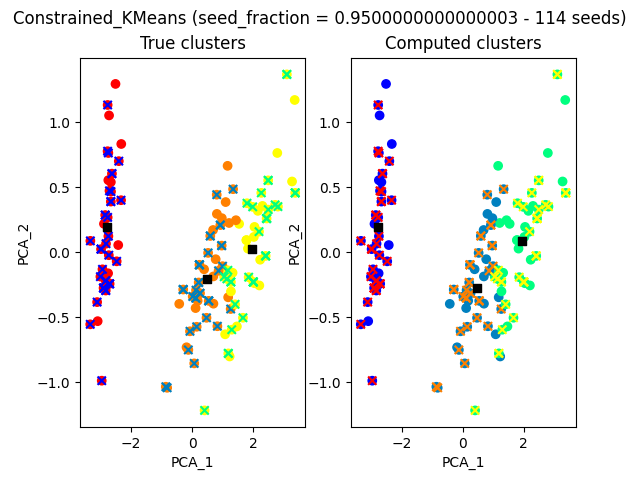 Constrained_KMeans (seed_fraction = 0.9500000000000003 - 114 seeds)
True clusters
Computed clusters
PCA_2
1.0
0.5
0.0
−0.5
−1.0
−2
0
2
PCA_1
PCA_2
1.0
0.5
0.0
−0.5
−1.0
−2
0
2
PCA_1